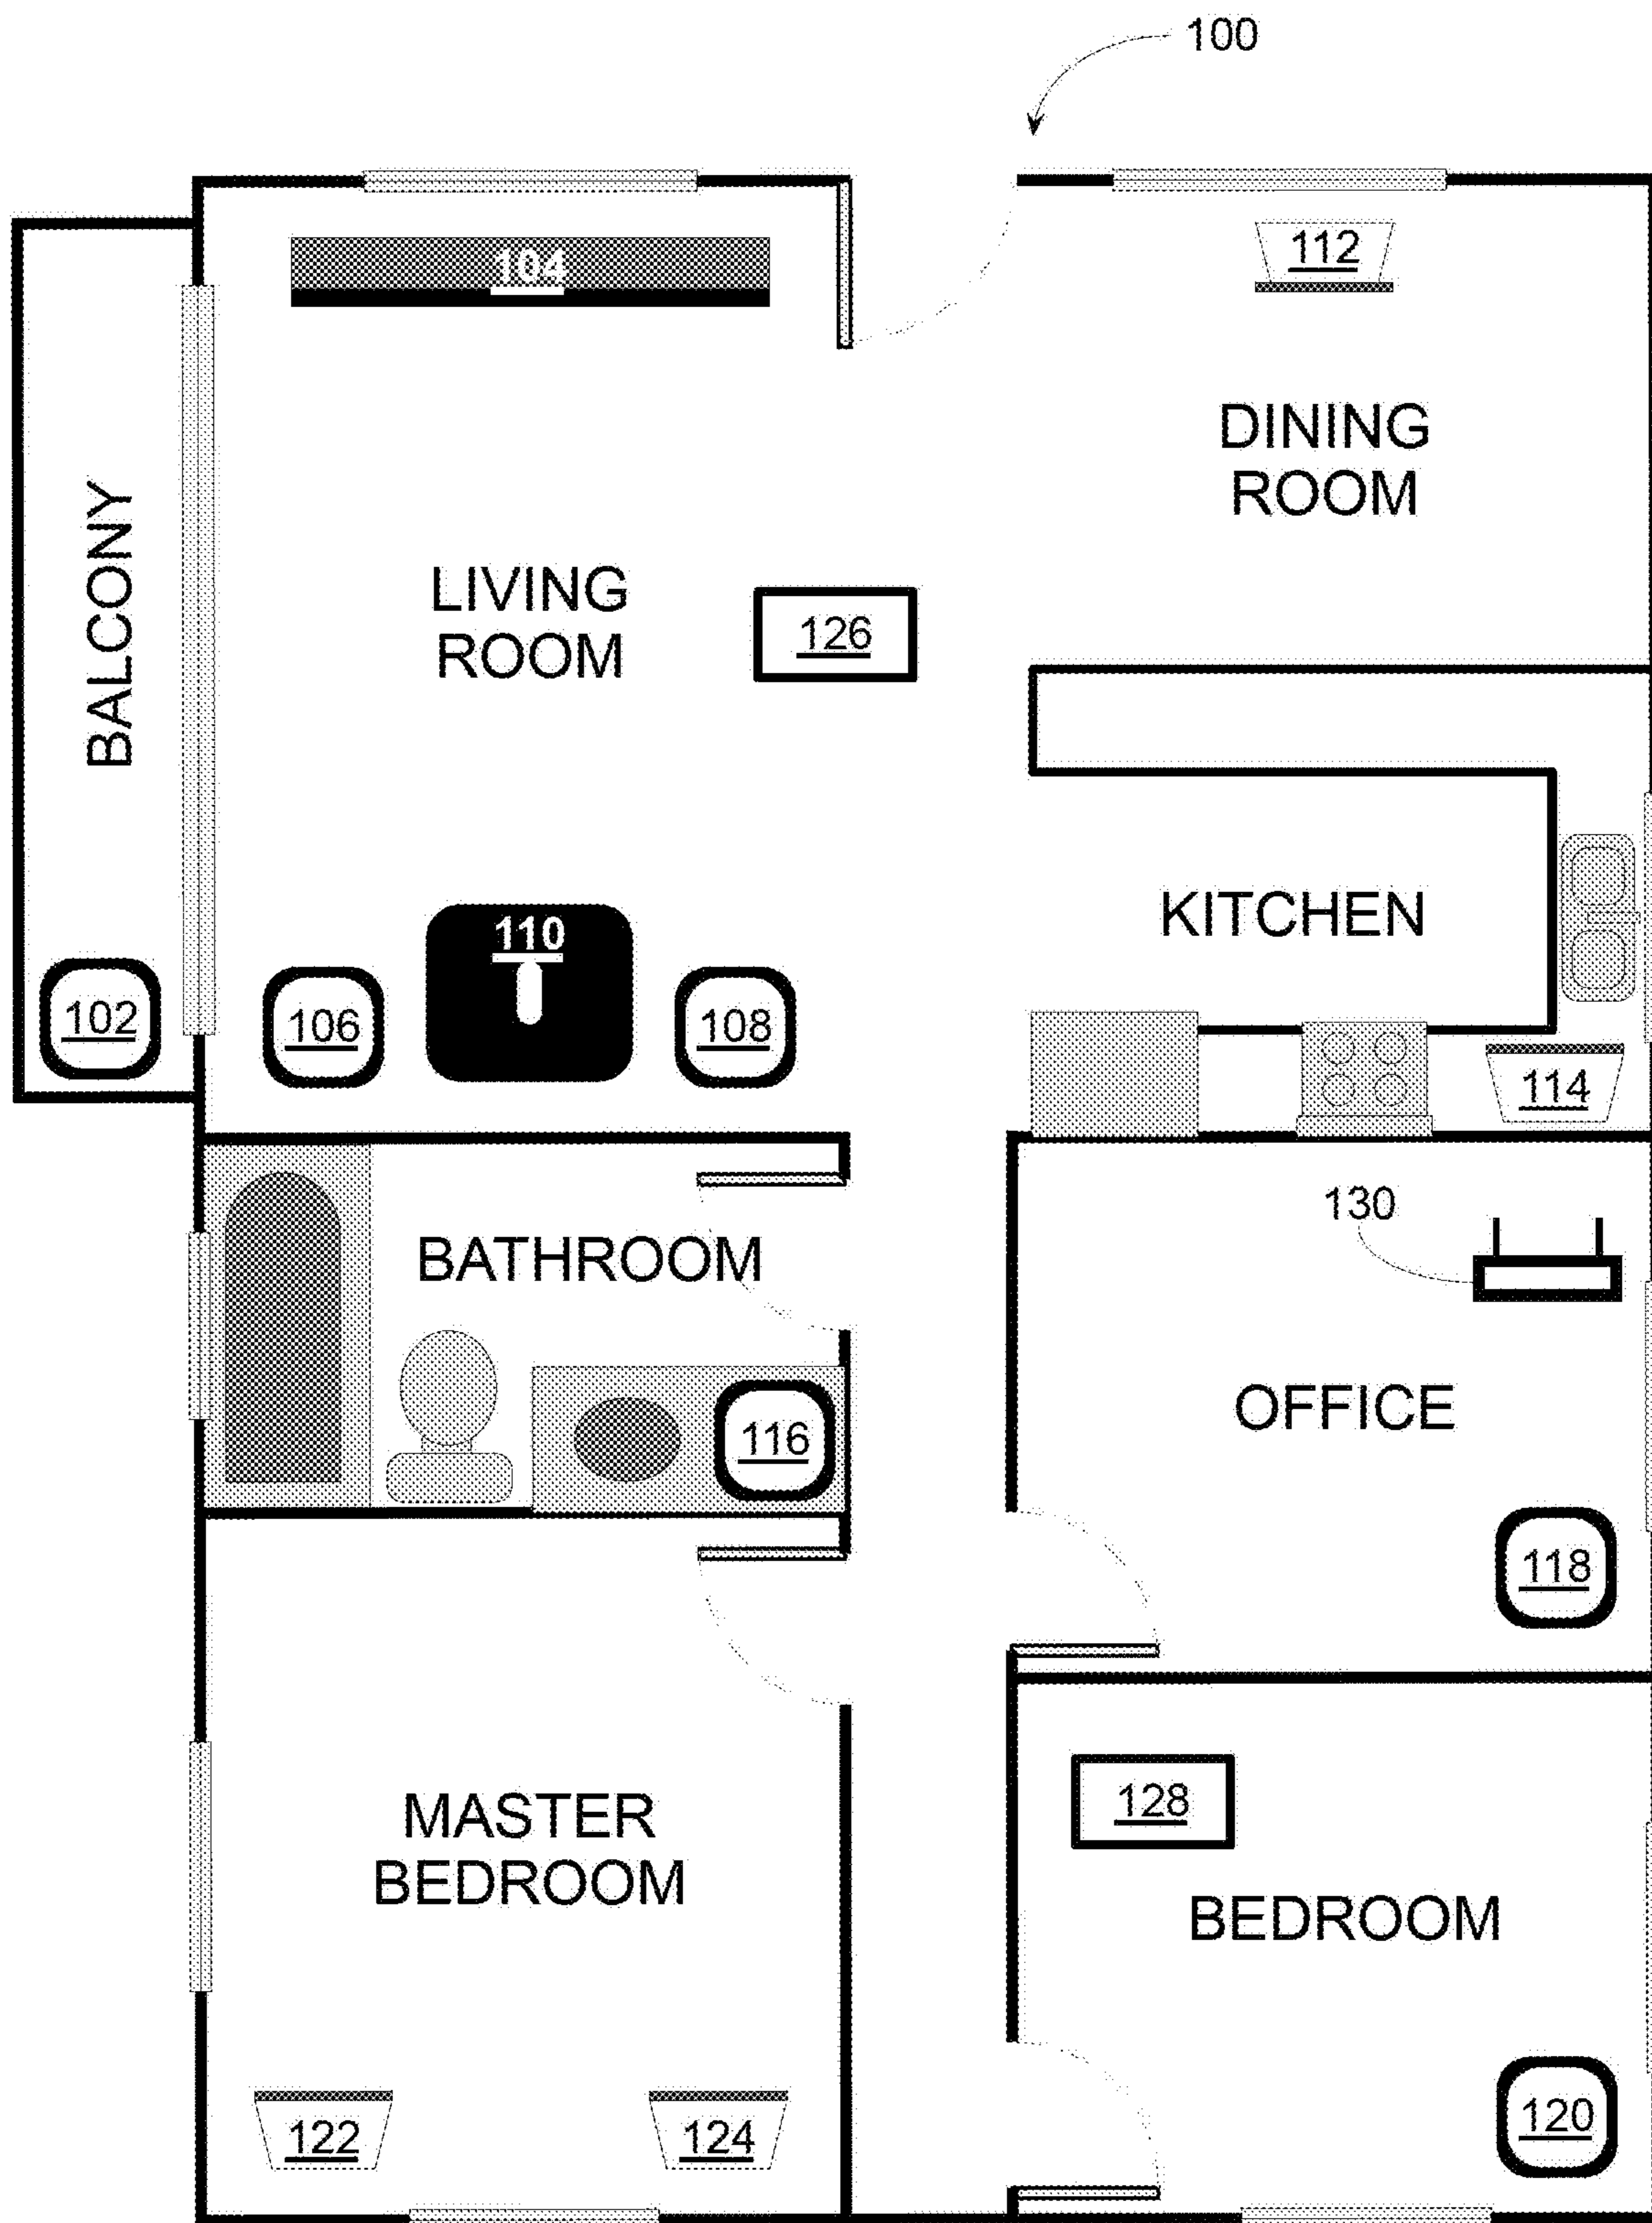 100
104
112
DINING
ROOM
BALCONY
LIVING
ROOM
126
110
KITCHEN
102
106
108
114
130
BATHROOM
OFFICE
116
118
128
MASTER
BEDROOM
BEDROOM
122
124
120